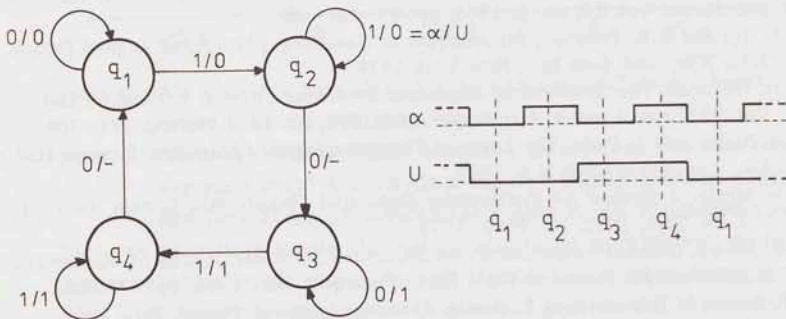 0/0
1/0 = α/U
q1
1/0
q2
0/-
0/-
q4
1/1
q3
1/1
0/1
α
U
q1 q2 q3 q4 q1